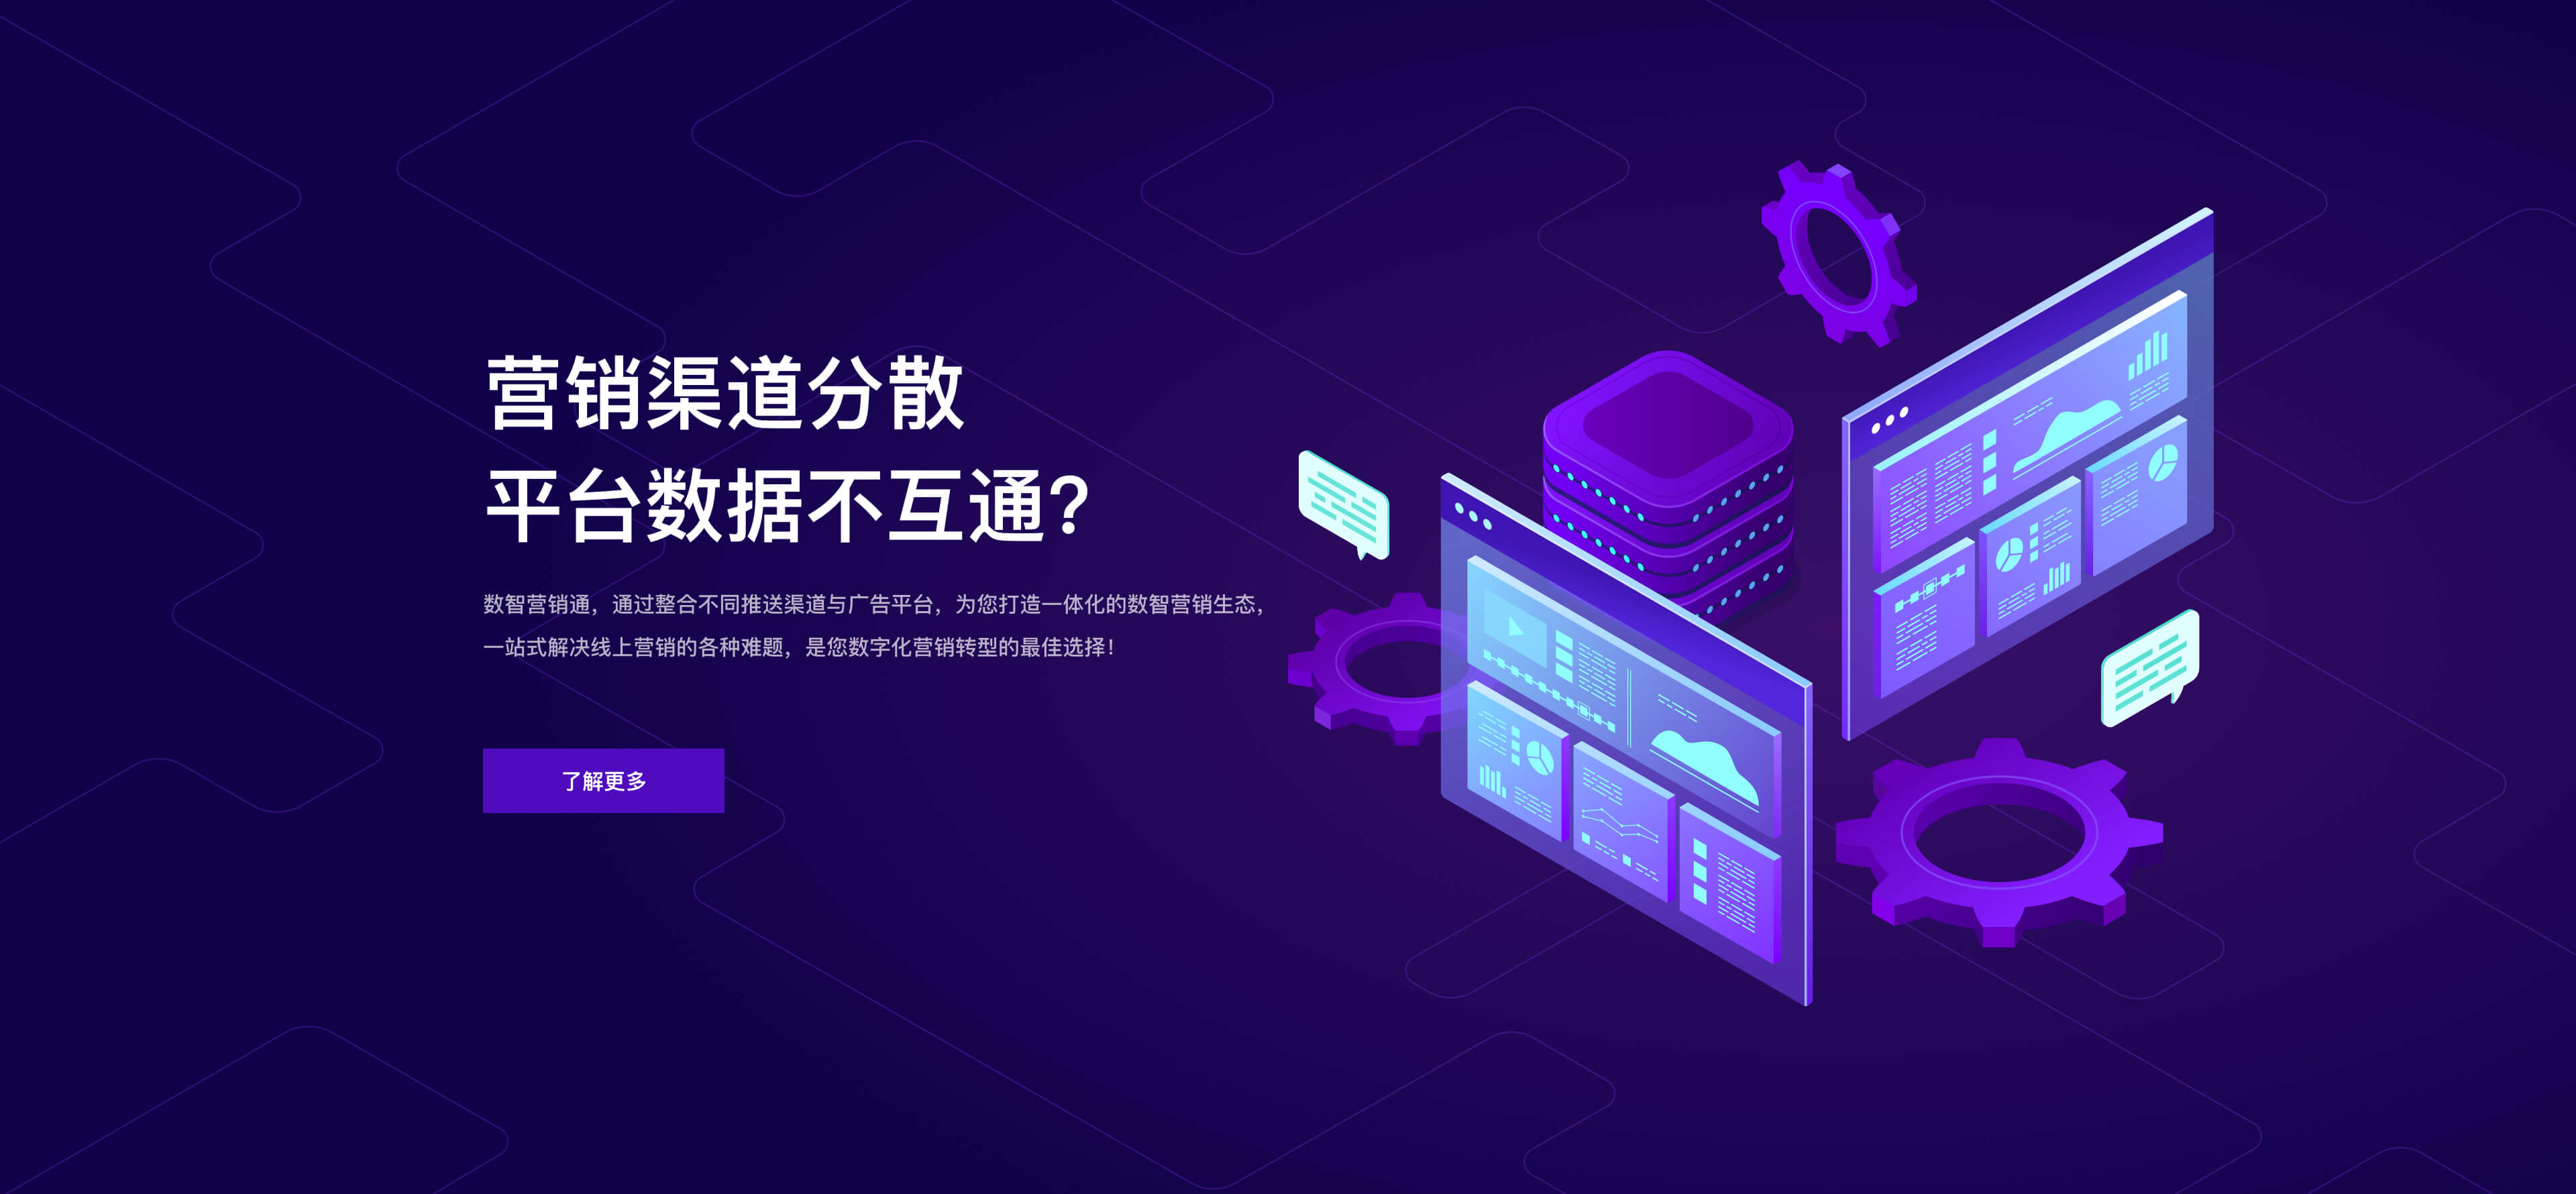 营销渠道分散
平台数据不互通?
数智营销通，通过整合不同推送渠道与广告平台，为您打造一体化的数智营销生态，
一站式解决线上营销的各种难题，是您数字化营销转型的最佳选择！
了解更多